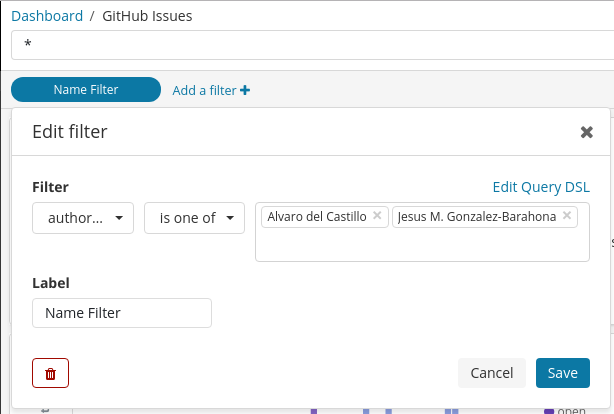 Dashboard / GitHub Issues
*
Name Filter Add a filter +
Edit filter ×
Filter Edit Query DSL
author... is one of Alvaro del Castillo × Jesus M. Gonzalez-Barahona ×
Label
Name Filter
Cancel Save
open